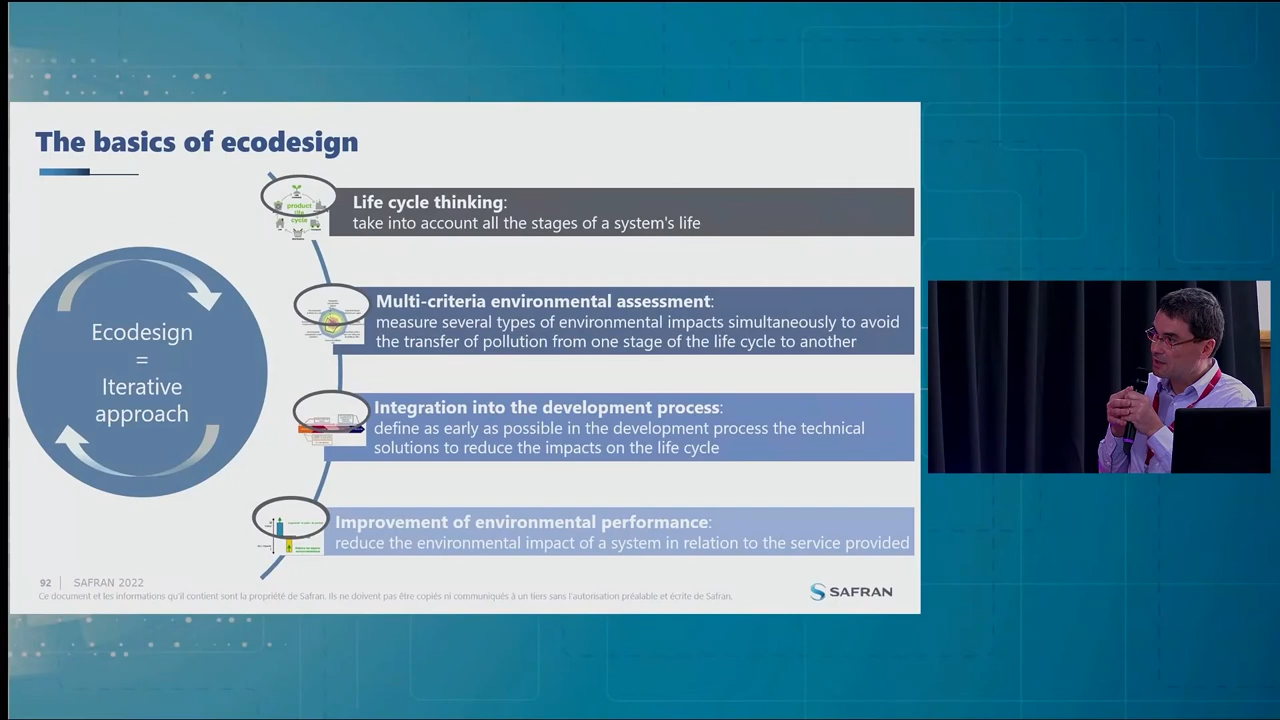 The basics of ecodesign
product
life
cycle
Life cycle thinking:
take into account all the stages of a system's life
Ecodesign
=
Iterative
approach
Multi-criteria environmental assessment:
measure several types of environmental impacts simultaneously to avoid
the transfer of pollution from one stage of the life cycle to another
Integration into the development process:
define as early as possible in the development process the technical
solutions to reduce the impacts on the life cycle
Improvement of environmental performance:
reduce the environmental impact of a system in relation to the service provided
92 | SAFRAN 2022
Ce document et les informations qu'il contient sont la propriété de Safran. Ils ne doivent pas être copiés ni communiqués à un tiers sans l'autorisation préalable et écrite de Safran.
SAFRAN